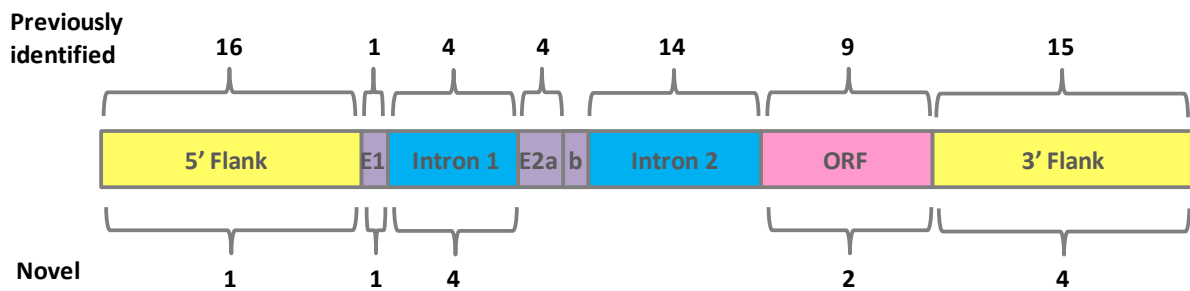 Previously
identified
16 1 4 4 14 9 15
5' Flank E1 Intron 1 E2a b Intron 2 ORF 3' Flank
Novel
1 1 4 2 4